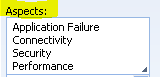 Aspects:
Application Failure
Connectivity
Security
Performance